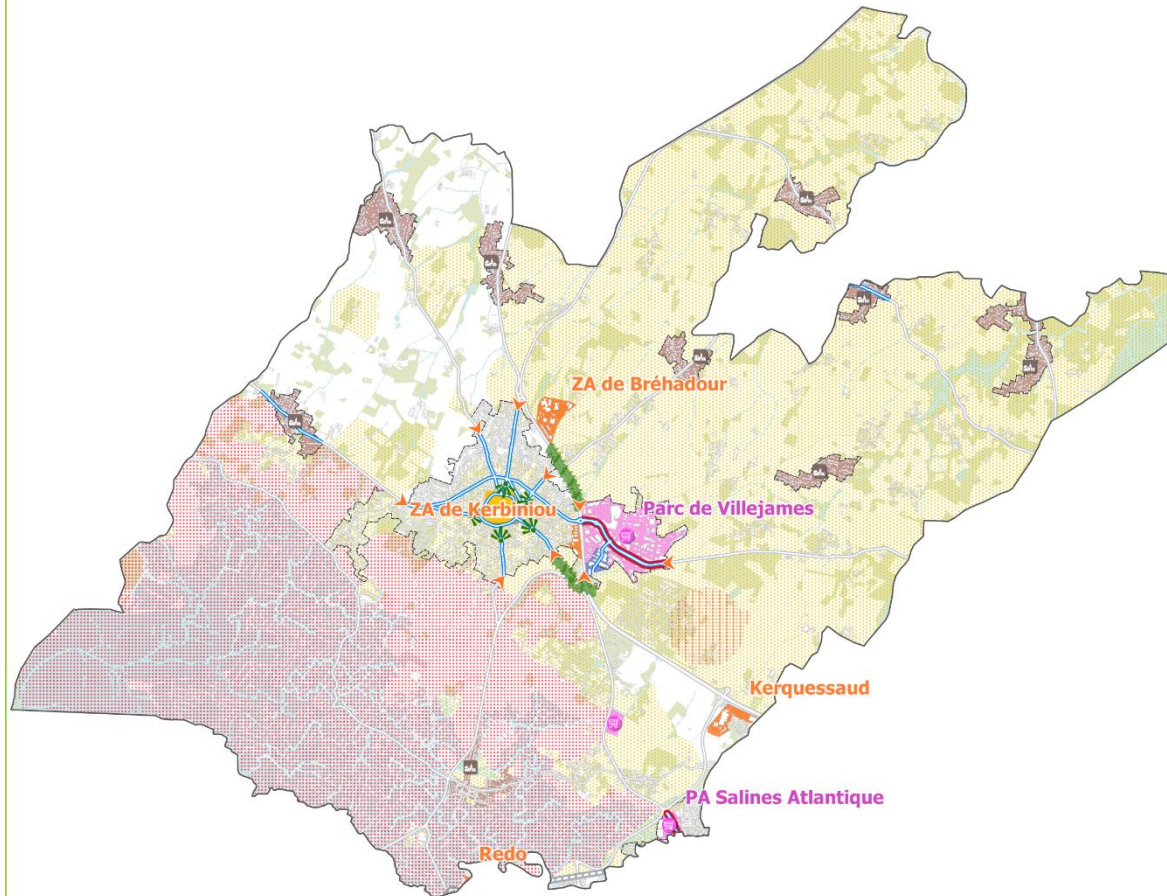 ZA de Bréhadour
ZA de Kerbiniou
Parc de Villejames
Kerquessaud
PA Salines Atlantique
Redo